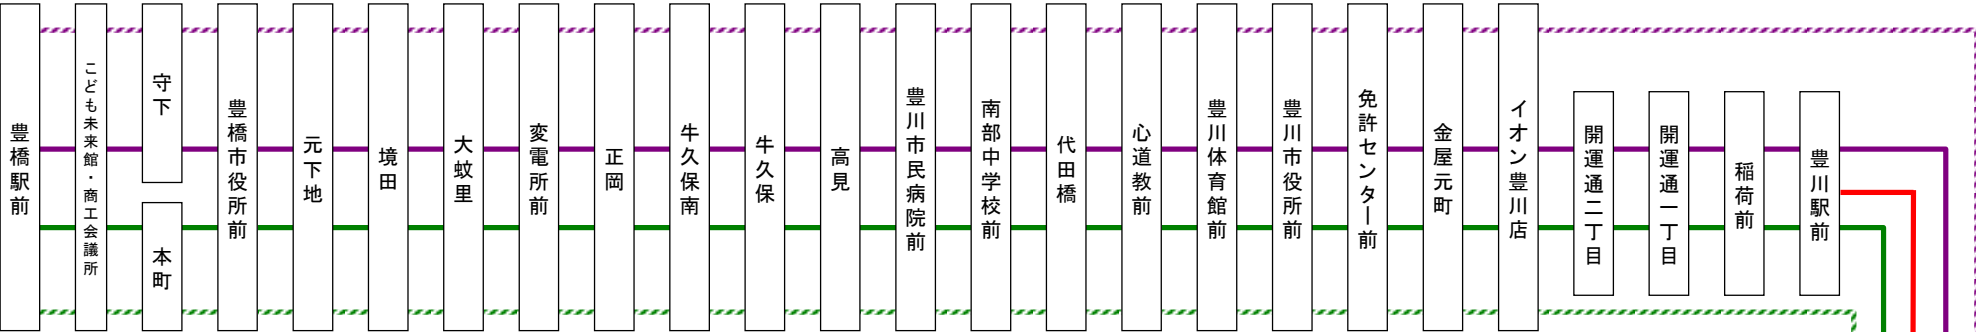 豊橋駅前
こども未来館・商工会議所
守下
本町
豊橋市役所前
元下地
境田
大蚊里
変電所前
正岡
牛久保南
牛久保
高見
豊川市民病院前
南部中学校前
代田橋
心道教前
豊川体育館前
豊川市役所前
免許センター前
金屋元町
イオン豊川店
開運通二丁目
開運通一丁目
稲荷前
豊川駅前